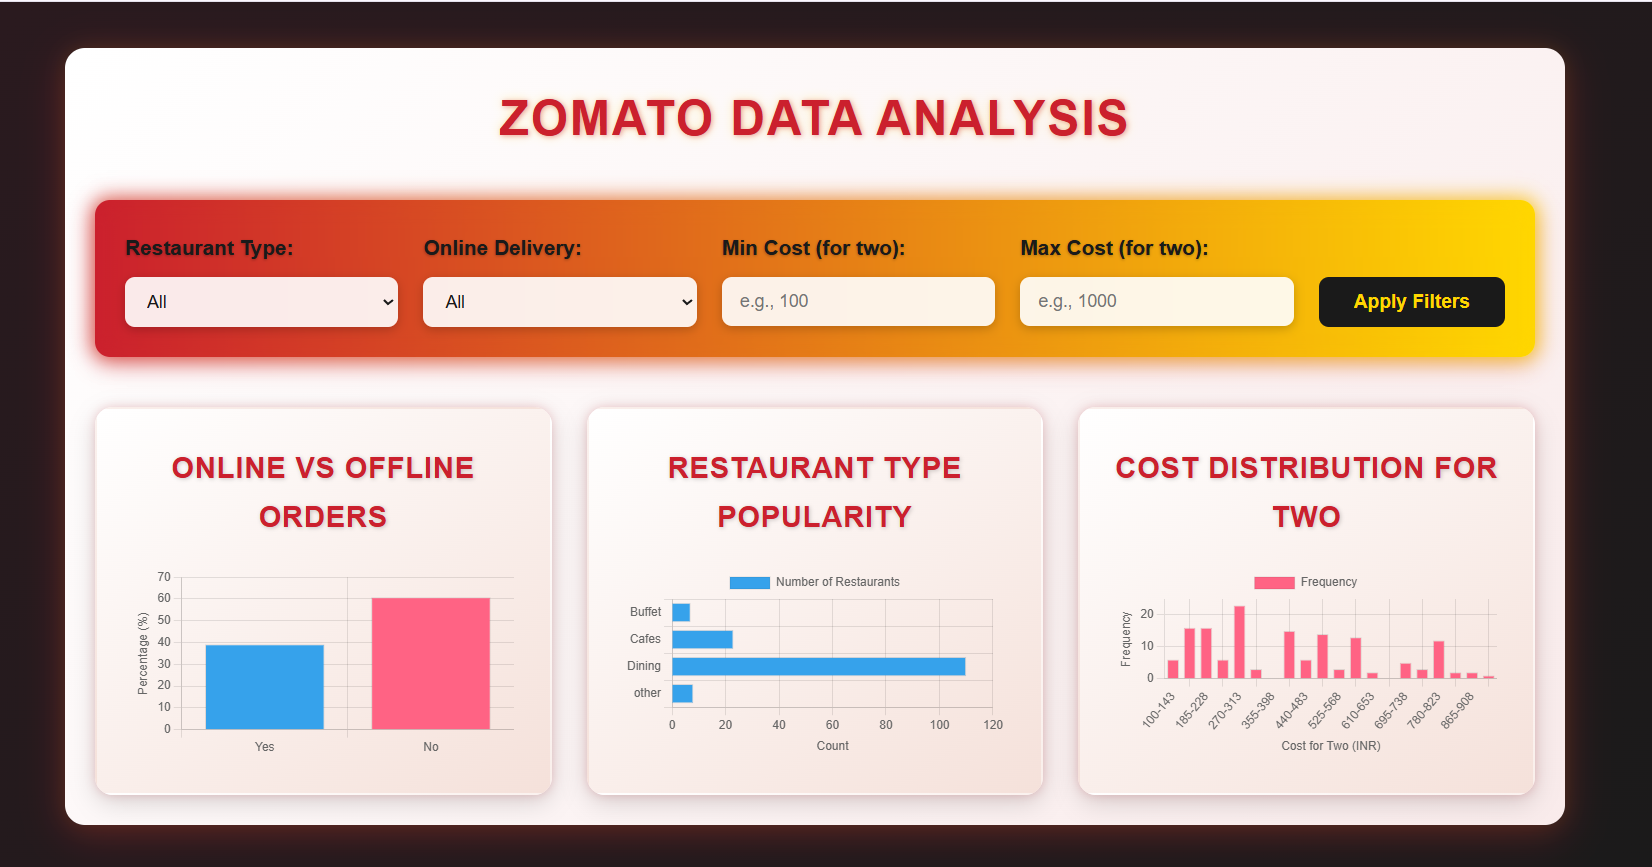 ZOMATO DATA ANALYSIS
Restaurant Type:
All
Online Delivery:
All
Min Cost (for two):
e.g., 100
Max Cost (for two):
e.g., 1000
Apply Filters
ONLINE VS OFFLINE
ORDERS
Percentage (%)
70
60
50
40
30
20
10
0
Yes
No
RESTAURANT TYPE
POPULARITY
Number of Restaurants
Buffet
Cafes
Dining
other
0 20 40 60 80 100 120
Count
COST DISTRIBUTION FOR
TWO
Frequency
Frequency
20
10
0
100-143 185-228 270-313 355-398 440-483 525-568 610-653 695-738 780-823 865-908
Cost for Two (INR)